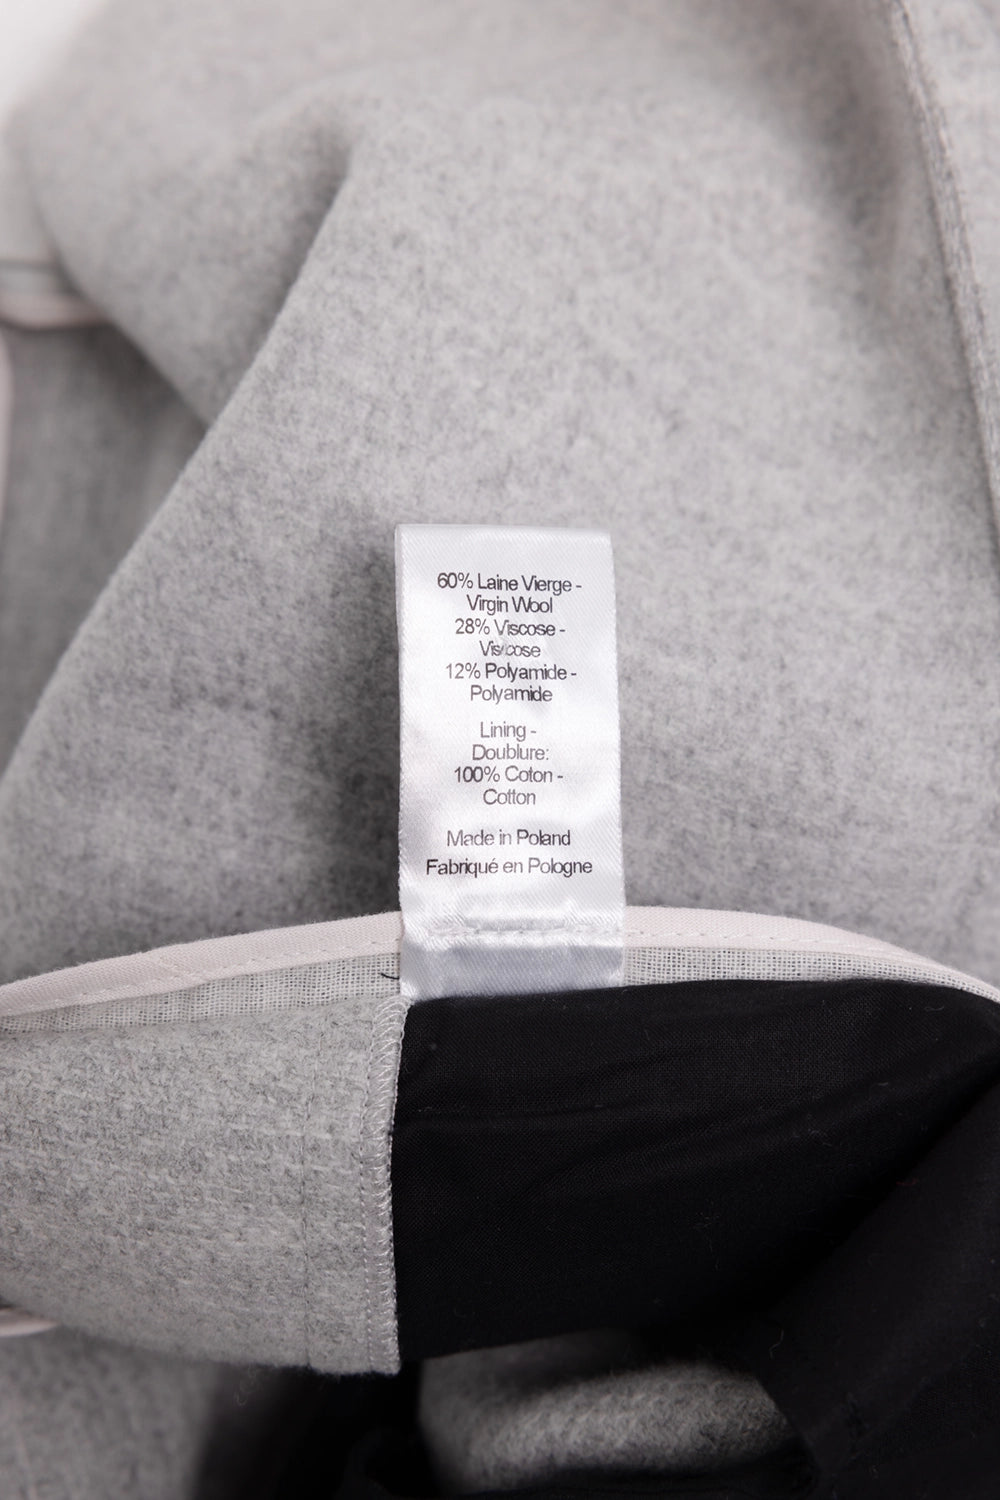 60% Laine Vierge -
Virgin Wool
28% Viscose -
Viscose
12% Polyamide -
Polyamide
Lining -
Doublure:
100% Coton -
Cotton
Made in Poland
Fabriqué en Pologne